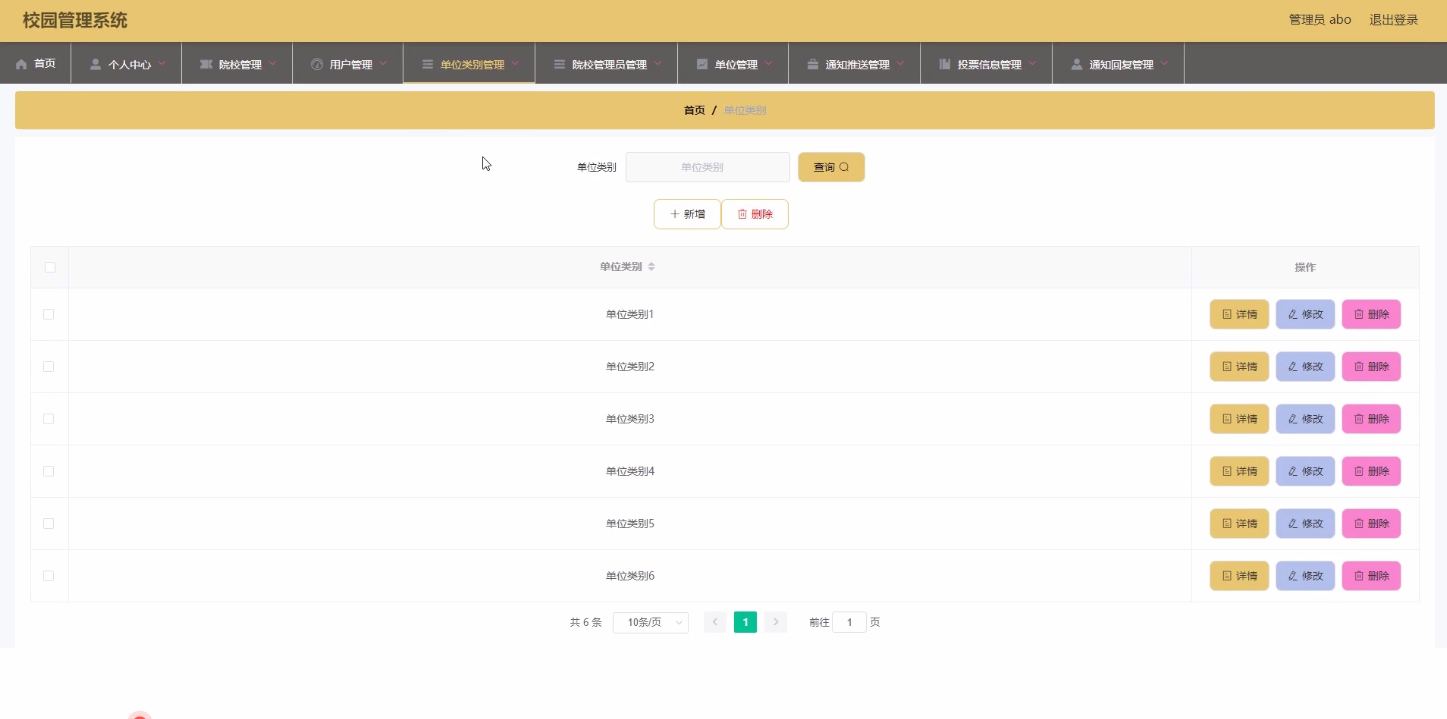 校园管理系统
管理员 abo 退出登录
首页 个人中心 院校管理 用户管理 单位类别管理 院校管理员管理 单位管理 通知推送管理 投票信息管理 通知回复管理
首页 / 单位类别
单位类别 单位类别 查询
新增 删除
单位类别 操作
单位类别1 详情 修改 删除
单位类别2 详情 修改 删除
单位类别3 详情 修改 删除
单位类别4 详情 修改 删除
单位类别5 详情 修改 删除
单位类别6 详情 修改 删除
共 6 条 10条/页 1 前往 1 页